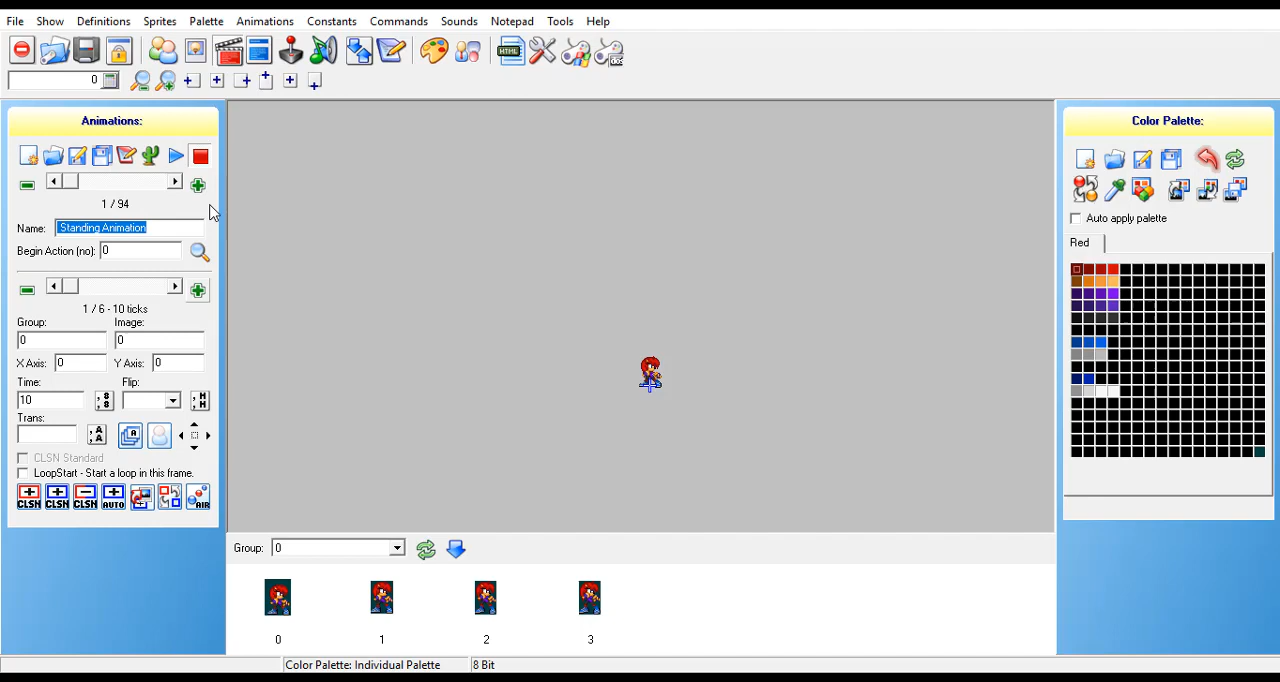 File Show Definitions Sprites Palette Animations Constants Commands Sounds Notepad Tools Help
HTML
0
Animations:
1 / 94
Name: Standing Animation
Begin Action (no): 0
1 / 6 - 10 ticks
Group: Image:
0 0
X Axis: 0 Y Axis: 0
Time: Flip:
10
Trans:
CLSN Standard
LoopStart - Start a loop in this frame.
CLSN CLSN CLSN AUTO AIR
Group: 0
0 1 2 3
Color Palette: Individual Palette 8 Bit
Color Palette:
Auto apply palette
Red